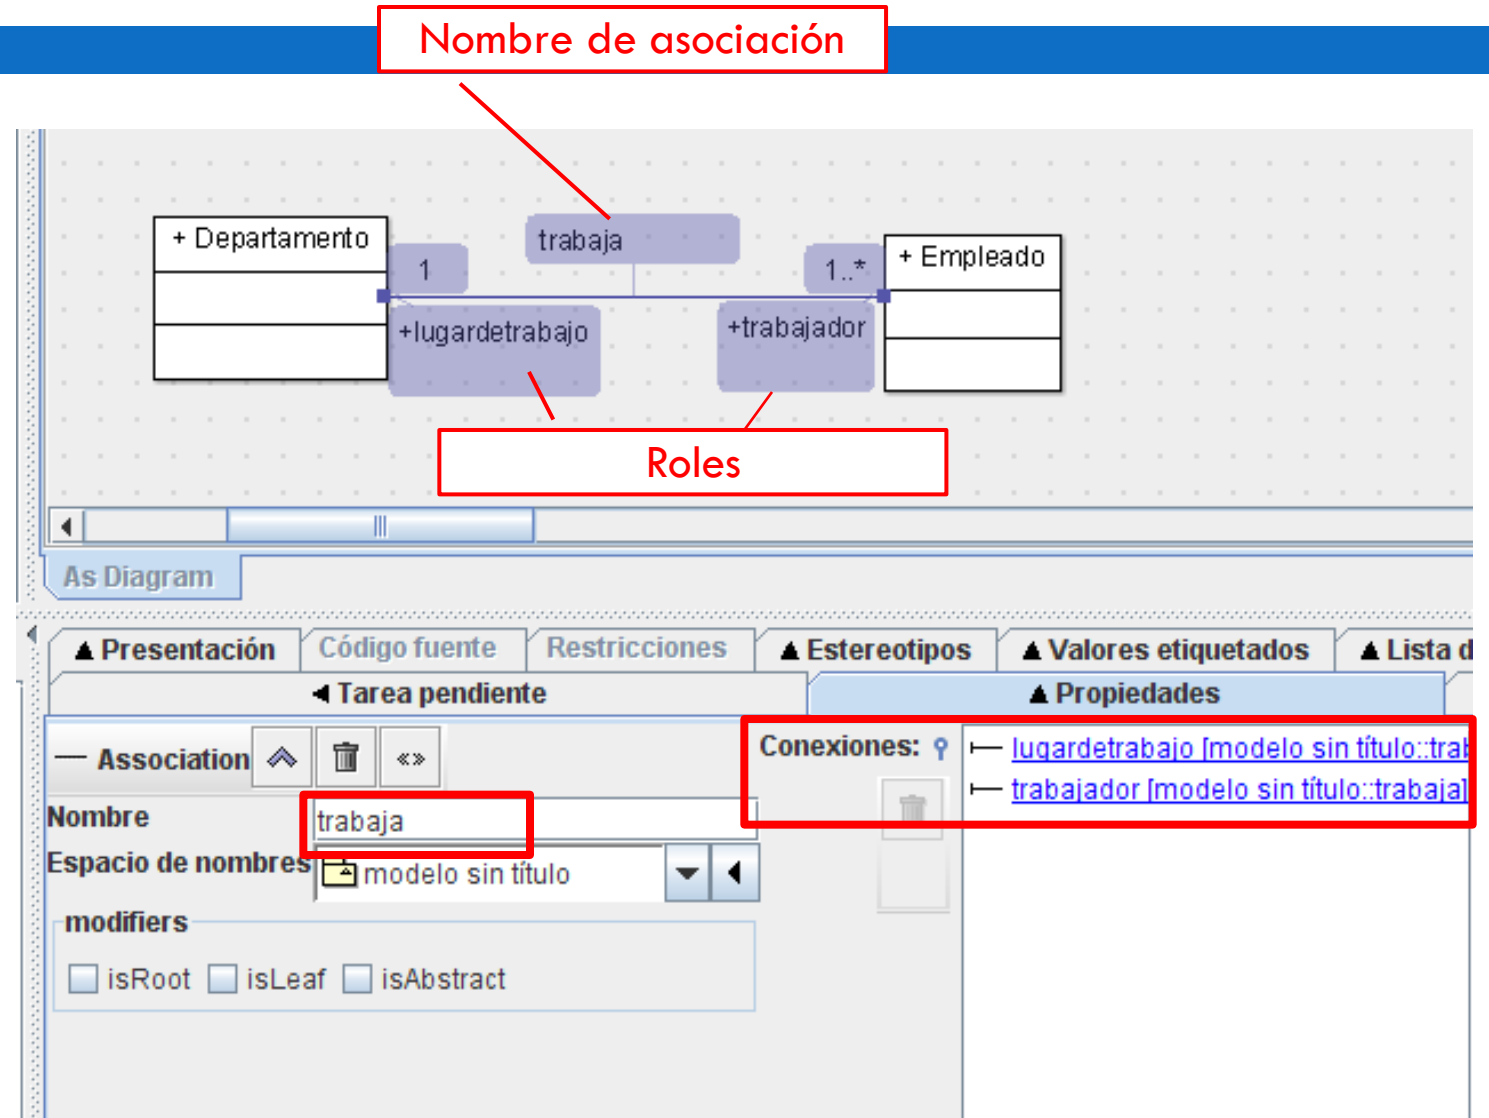 Nombre de asociación
+ Departamento
trabaja
+ Empleado
1
1..*
+lugardetrabajo
+trabajador
Roles
As Diagram
Presentación
Código fuente
Restricciones
Estereotipos
Valores etiquetados
Lista d
Tarea pendiente
Propiedades
Association
«»
Conexiones:
lugardetrabajo [modelo sin título::trab
trabajador [modelo sin título::trabaja]
Nombre
trabaja
Espacio de nombres
modelo sin título
modifiers
isRoot
isLeaf
isAbstract